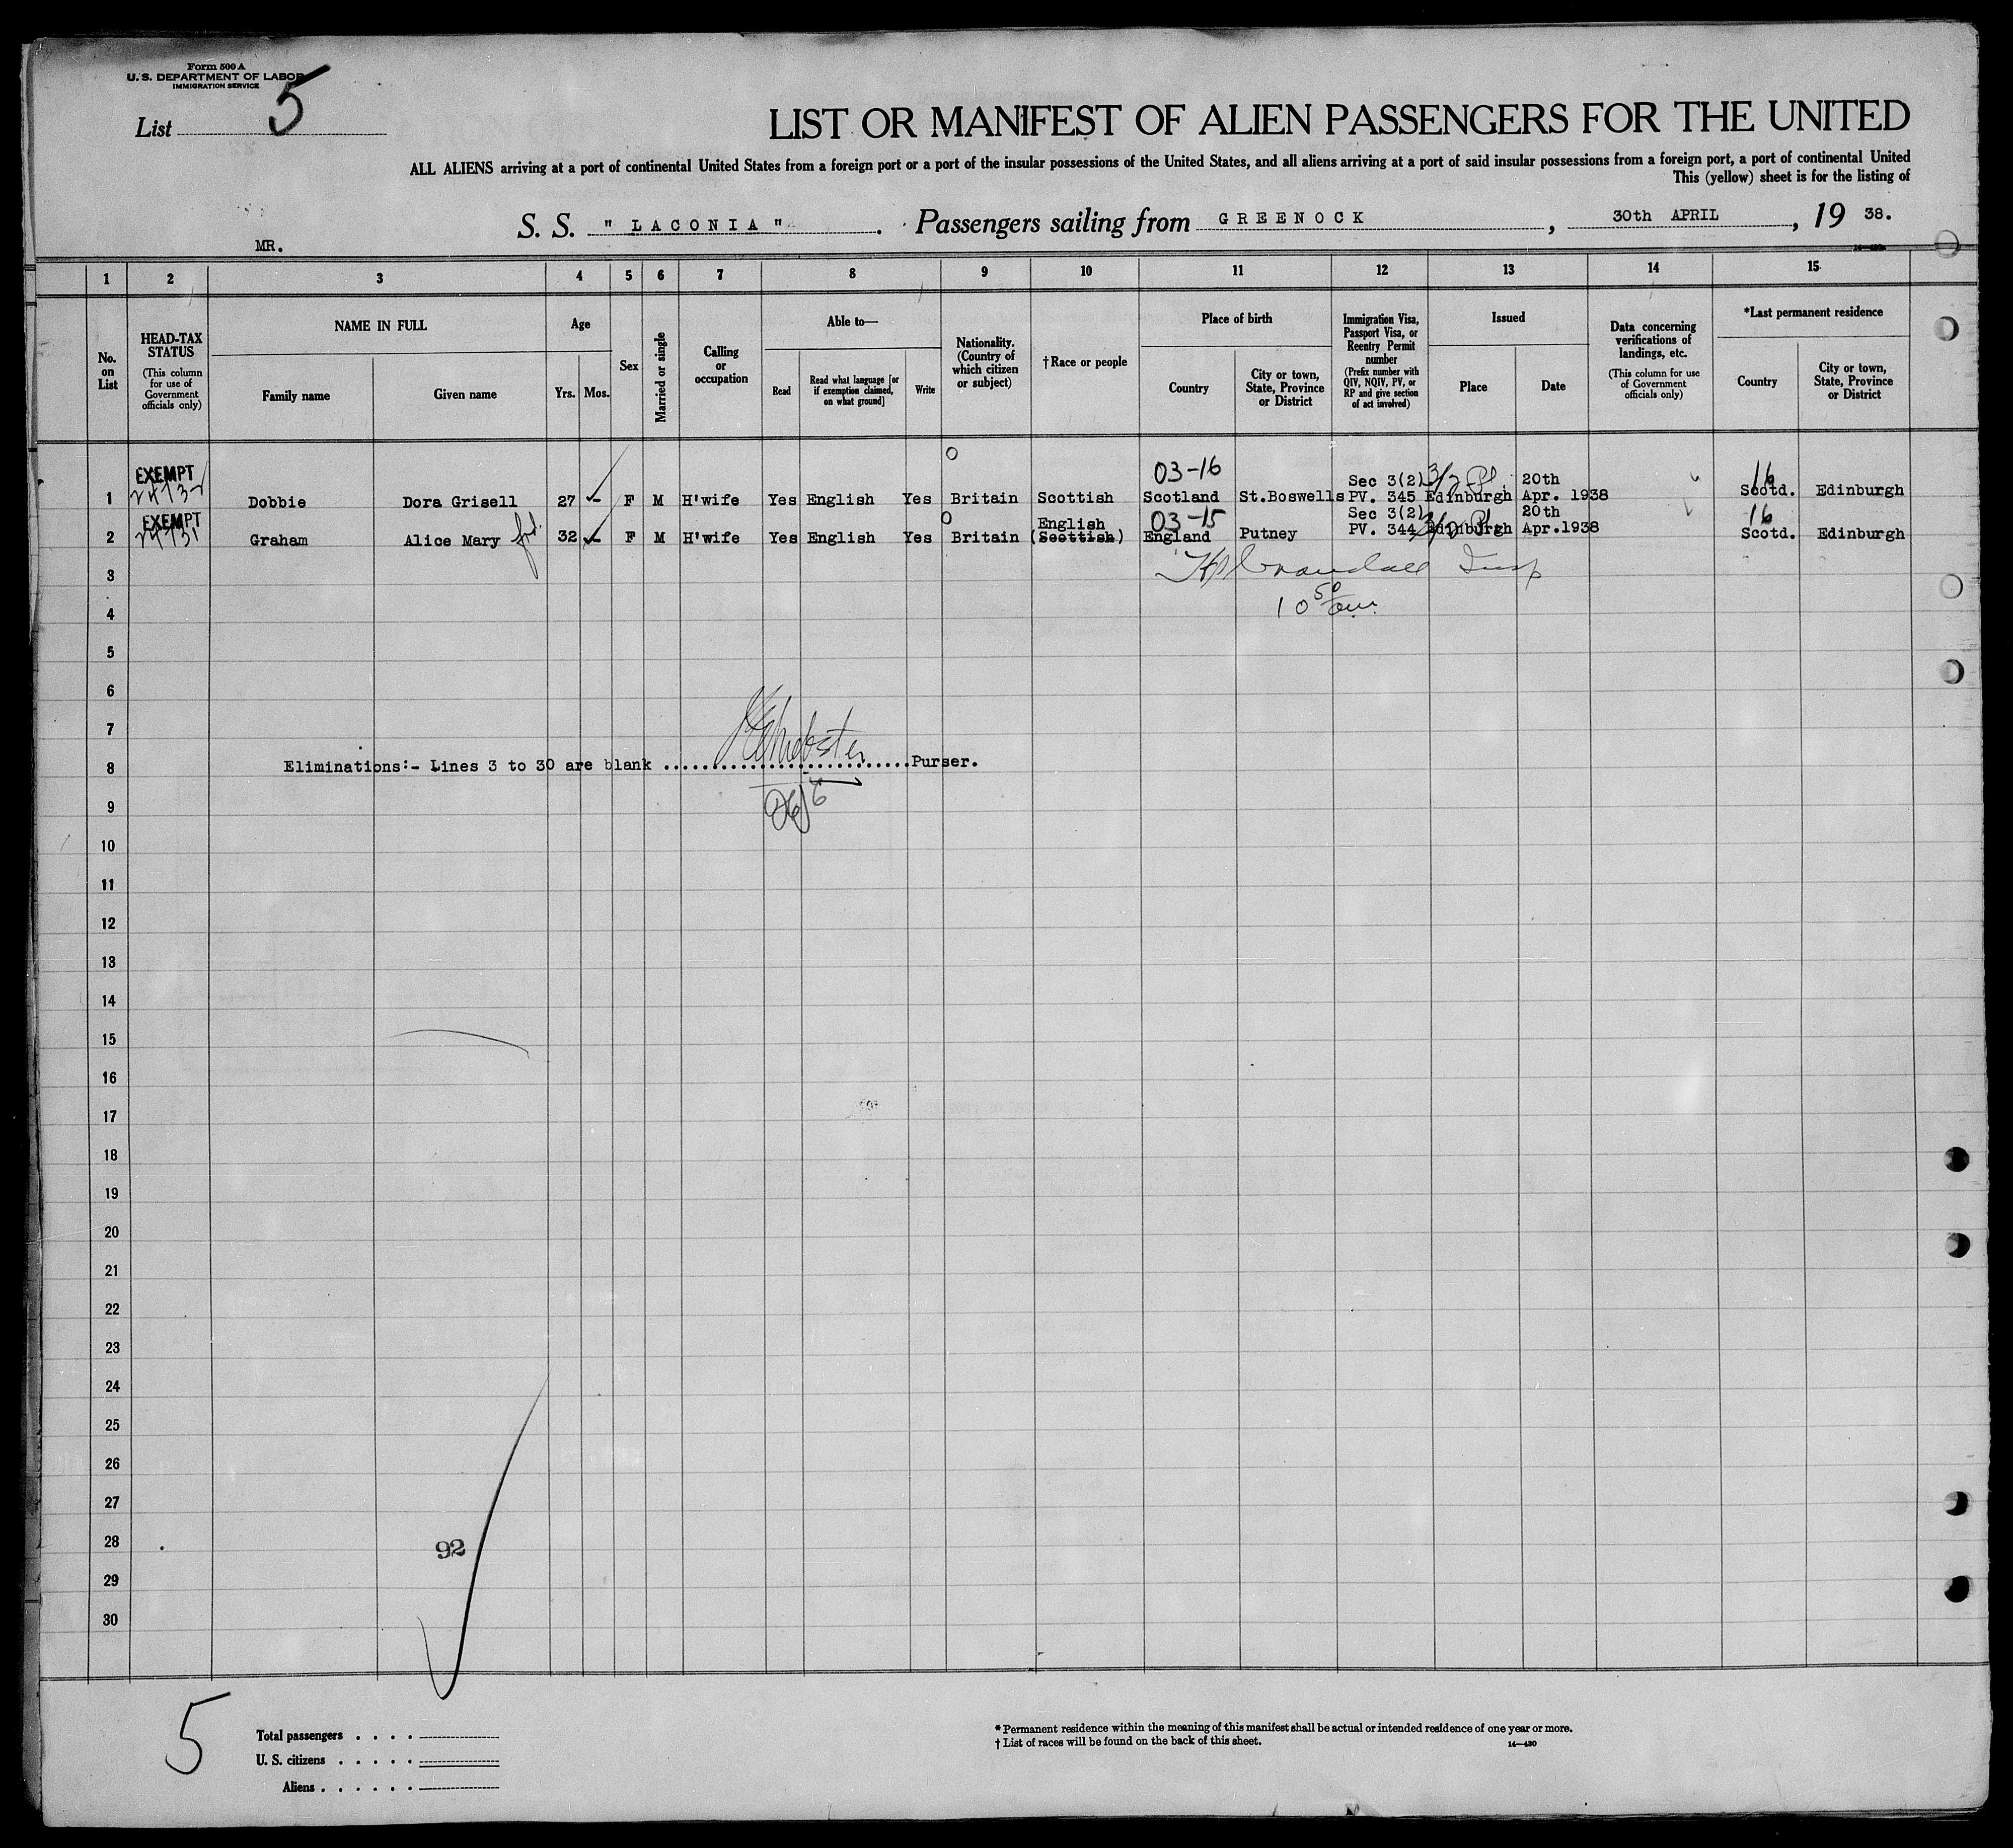 Form 500 A
U. S. DEPARTMENT OF LABOR
IMMIGRATION SERVICE
List 5
LIST OR MANIFEST OF ALIEN PASSENGERS FOR THE UNITED
ALL ALIENS arriving at a port of continental United States from a foreign port or a port of the insular possessions of the United States, and all aliens arriving at a port of said insular possessions from a foreign port, a port of continental United
This (yellow) sheet is for the listing of
S. S. " LACONIA " . Passengers sailing from GREENOCK , 30th APRIL , 19 38.
MR.
1 2 3 4 5 6 7 8 9 10 11 12 13 14 15
No. on List
HEAD-TAX STATUS
(This column for use of Government officials only)
NAME IN FULL
Family name Given name
Age
Yrs. Mos.
Sex
Married or single
Calling or occupation
Able to—
Read
Read what language [or if exemption claimed, on what ground]
Write
Nationality. (Country of which citizen or subject)
† Race or people
Place of birth
Country
City or town, State, Province or District
Immigration Visa, Passport Visa, or Reentry Permit number
(Prefix number with QIV, NQIV, PV, or RP and give section of act involved)
Issued
Place Date
Data concerning verifications of landings, etc.
(This column for use of Government officials only)
*Last permanent residence
Country
City or town, State, Province or District
EXEMPT 03-16 Sec 3(2) 20th 16
1 Dobbie Dora Grisell 27 - F M H'wife Yes English Yes Britain Scottish Scotland St.Boswells PV. 345 Edinburgh Apr. 1938 Scotd. Edinburgh
EXEMPT English 03-15 Sec 3(2) 20th 16
2 Graham Alice Mary 32 - F M H'wife Yes English Yes Britain (Scottish) England Putney PV. 344 Edinburgh Apr.1938 Scotd. Edinburgh
3
4
5
6
7
8 Eliminations:- Lines 3 to 30 are blank ..........................Purser.
9
10
11
12
13
14
15
16
17
18
19
20
21
22
23
24
25
26
27
28
92
29
30
5
Total passengers . . . .
U. S. citizens . . . . .
Aliens . . . . . .
* Permanent residence within the meaning of this manifest shall be actual or intended residence of one year or more.
† List of races will be found on the back of this sheet.
14—430